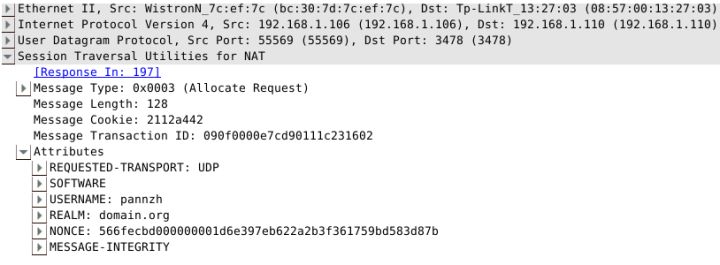 Ethernet II, Src: WistronN_7c:ef:7c (bc:30:7d:7c:ef:7c), Dst: Tp-LinkT_13:27:03 (08:57:00:13:27:03)
Internet Protocol Version 4, Src: 192.168.1.106 (192.168.1.106), Dst: 192.168.1.110 (192.168.1.110)
User Datagram Protocol, Src Port: 55569 (55569), Dst Port: 3478 (3478)
Session Traversal Utilities for NAT
[Response In: 197]
Message Type: 0x0003 (Allocate Request)
Message Length: 128
Message Cookie: 2112a442
Message Transaction ID: 090f0000e7cd90111c231602
Attributes
REQUESTED-TRANSPORT: UDP
SOFTWARE
USERNAME: pannzh
REALM: domain.org
NONCE: 566fecbd000000001d6e397eb622a2b3f361759bd583d87b
MESSAGE-INTEGRITY